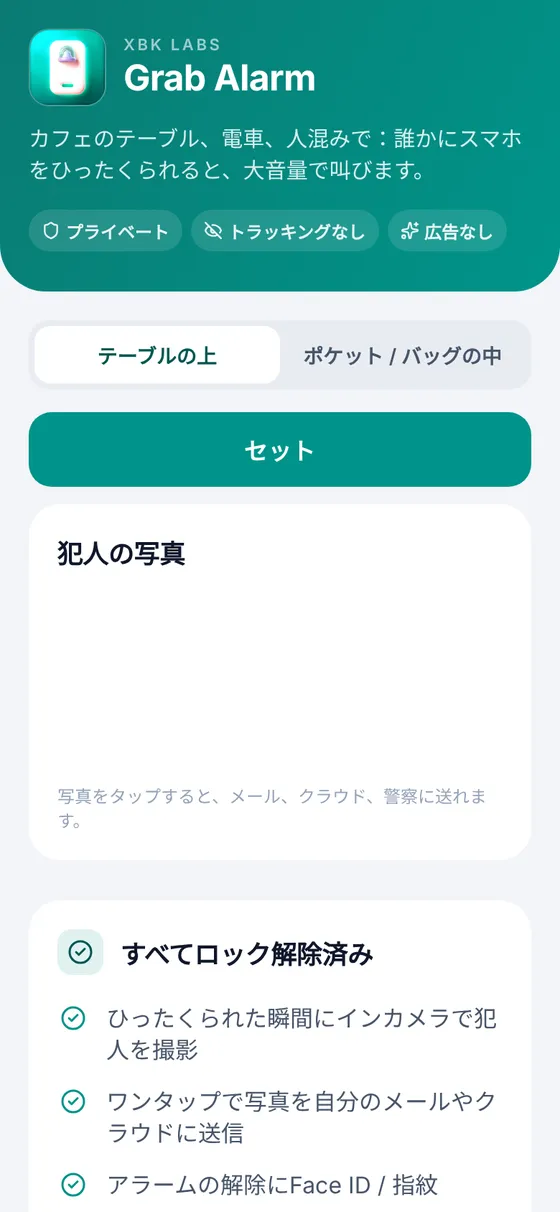 XBK LABS
Grab Alarm
カフェのテーブル、電車、人混みで：誰かにスマホ
をひったくられると、大音量で叫びます。
プライベート
トラッキングなし
広告なし
テーブルの上
ポケット / バッグの中
セット
犯人の写真
写真をタップすると、メール、クラウド、警察に送れま
す。
すべてロック解除済み
ひったくられた瞬間にインカメラで犯
人を撮影
ワンタップで写真を自分のメールやク
ラウドに送信
アラームの解除にFace ID / 指紋